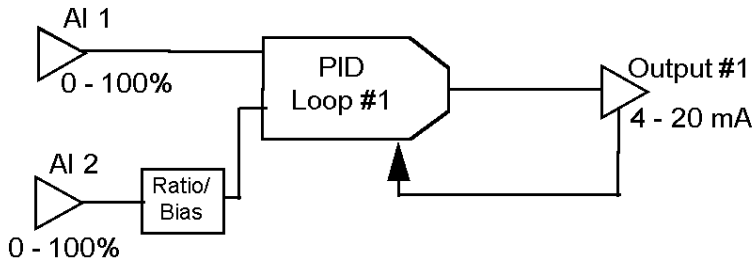 AI 1
0 - 100%
PID
Loop #1
Output #1
4 - 20 mA
AI 2
Ratio/
Bias
0 - 100%